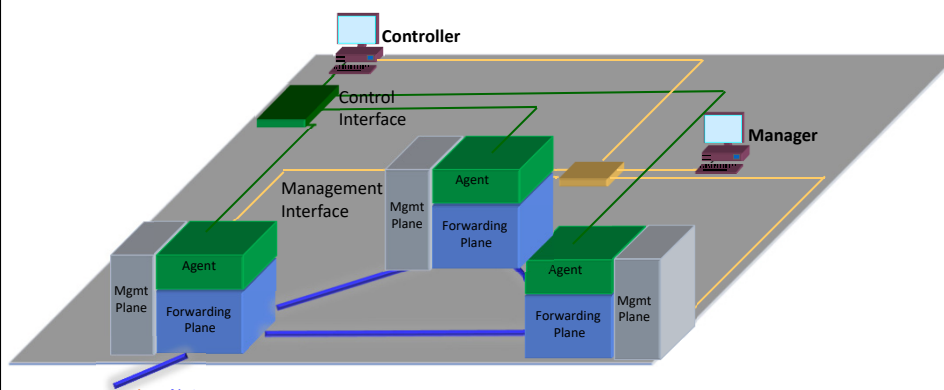 Controller
Control
Interface
Manager
Management
Interface
Mgmt
Plane
Agent
Forwarding
Plane
Mgmt
Plane
Agent
Forwarding
Plane
Agent
Forwarding
Plane
Mgmt
Plane